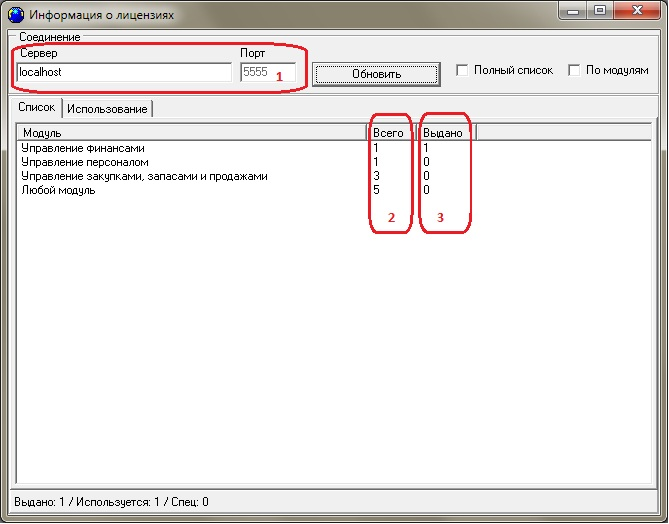 Информация о лицензиях
Соединение
Сервер Порт
localhost 5555 1 Обновить Полный список По модулям
Список Использование
Модуль Всего Выдано
Управление финансами 1 1
Управление персоналом 1 0
Управление закупками, запасами и продажами 3 0
Любой модуль 5 0
2 3
Выдано: 1 / Используется: 1 / Спец: 0